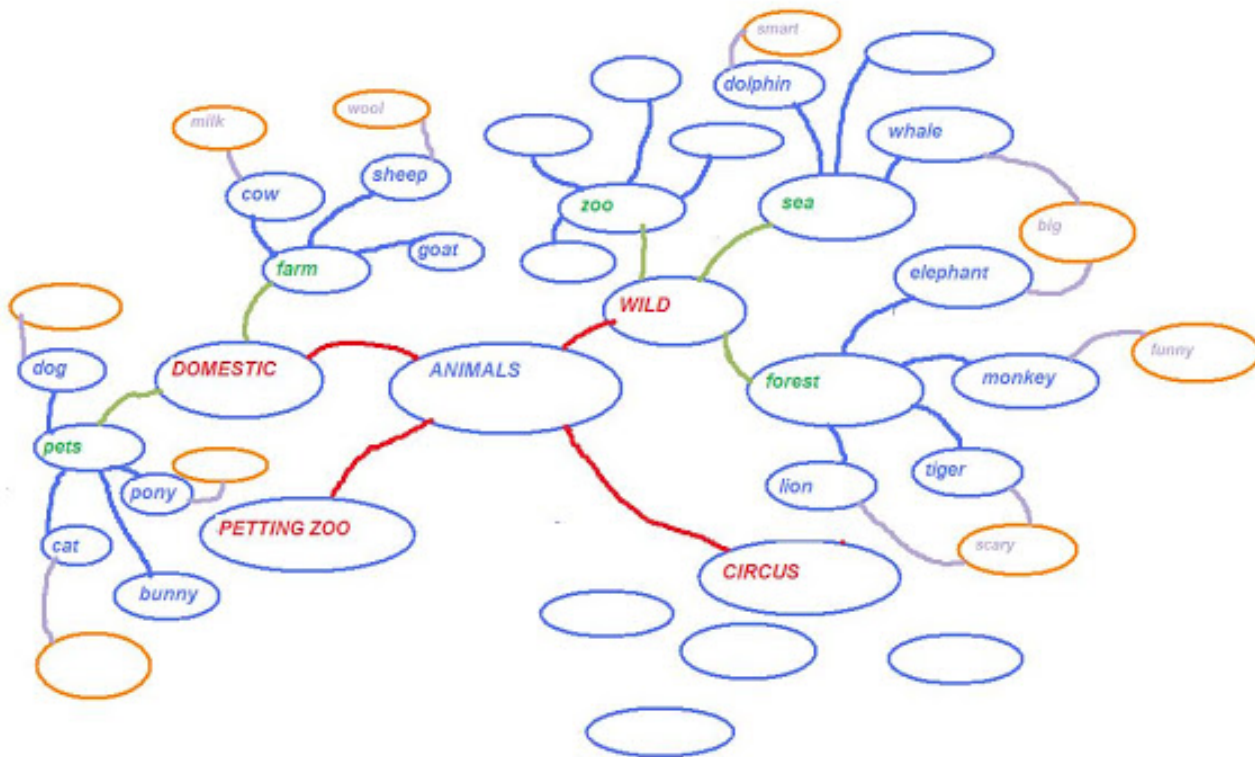 smart
dolphin
milk
wool
whale
cow
sheep
zoo
sea
big
goat
farm
elephant
WILD
dog
DOMESTIC
ANIMALS
funny
forest
monkey
pets
pony
lion
tiger
PETTING ZOO
cat
scary
CIRCUS
bunny